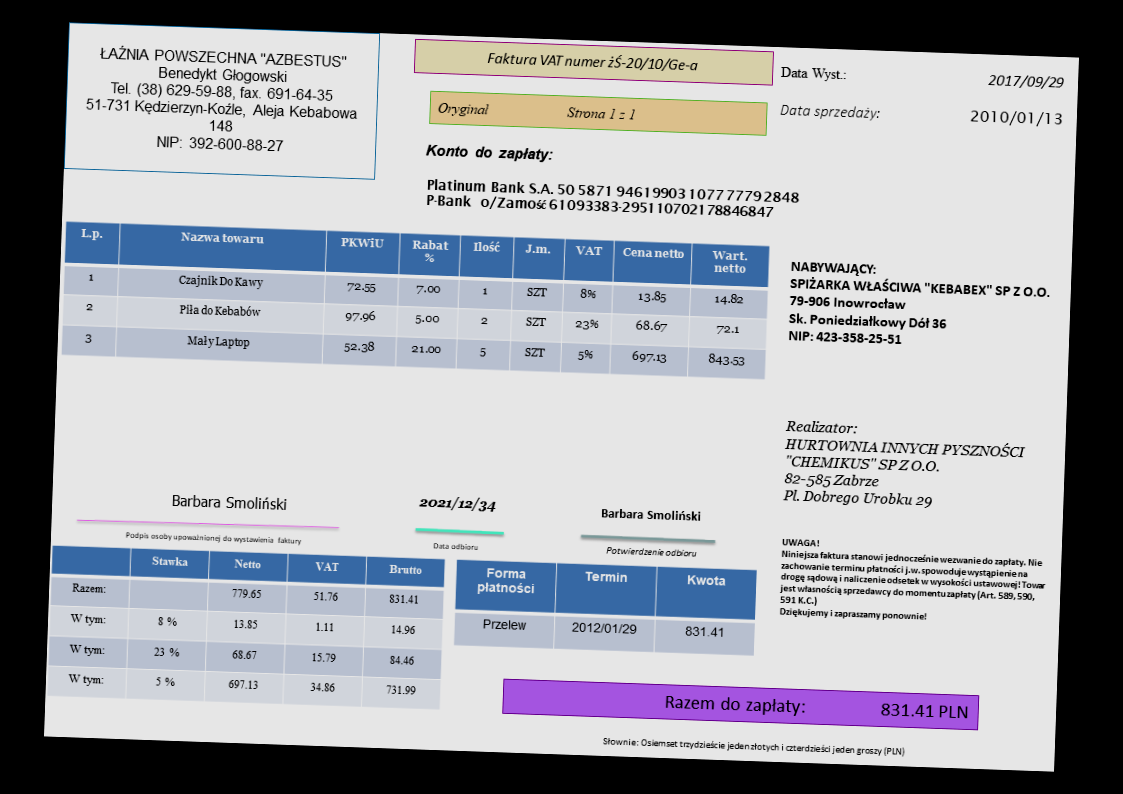 ŁAŹNIA POWSZECHNA "AZBESTUS"
Benedykt Głogowski
Tel. (38) 629-59-88, fax. 691-64-35
51-731 Kędzierzyn-Koźle, Aleja Kebabowa
148
NIP: 392-600-88-27
Faktura VAT numer żŚ-20/10/Ge-a
Oryginał Strona 1 z 1
Data Wyst.: 2017/09/29
Data sprzedaży: 2010/01/13
Konto do zapłaty:
Platinum Bank S.A. 50 5871 9461 9903 1077 7779 2848
P-Bank o/Zamość 61093383-295110702178846847
L.p. Nazwa towaru PKWiU Rabat % Ilość J.m. VAT Cena netto Wart. netto
1 Czajnik Do Kawy 72.55 7.00 1 SZT 8% 13.85 14.82
2 Piła do Kebabów 97.96 5.00 2 SZT 23% 68.67 72.1
3 Mały Laptop 52.38 21.00 5 SZT 5% 697.13 843.53
NABYWAJĄCY:
SPIŻARKA WŁAŚCIWA "KEBABEX" SP Z O.O.
79-906 Inowrocław
Sk. Poniedziałkowy Dół 36
NIP: 423-358-25-51
Realizator:
HURTOWNIA INNYCH PYSZNOŚCI
"CHEMIKUS" SP Z O.O.
82-585 Zabrze
Pl. Dobrego Urobku 29
Barbara Smoliński
Podpis osoby upoważnionej do wystawienia faktury
2021/12/34
Data odbioru
Barbara Smoliński
Potwierdzenie odbioru
UWAGA!
Niniejsza faktura stanowi jednocześnie wezwanie do zapłaty. Nie
zachowanie terminu płatności j.w. spowoduje wystąpienie na
drogę sądową i naliczenie odsetek w wysokości ustawowej! Towar
jest własnością sprzedawcy do momentu zapłaty (Art. 589, 590,
591 K.C.)
Dziękujemy i zapraszamy ponownie!
Stawka Netto VAT Brutto
Razem: 779.65 51.76 831.41
W tym: 8 % 13.85 1.11 14.96
W tym: 23 % 68.67 15.79 84.46
W tym: 5 % 697.13 34.86 731.99
Forma płatności Termin Kwota
Przelew 2012/01/29 831.41
Razem do zapłaty: 831.41 PLN
Słownie: Osiemset trzydzieście jeden złotych i czterdzieści jeden groszy (PLN)